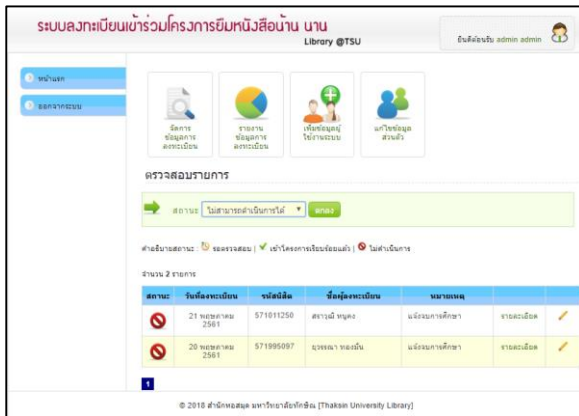 ระบบลงทะเบียนเข้าร่วมโครงการยืมหนังสือน้าน นาน
Library @TSU
ยินดีต้อนรับ admin admin
หน้าแรก
ออกจากระบบ
จัดการ
ข้อมูลการ
ลงทะเบียน
รายงาน
ข้อมูลการ
ลงทะเบียน
เพิ่มข้อมูลผู้
ใช้งานระบบ
แก้ไขข้อมูล
ส่วนตัว
ตรวจสอบรายการ
สถานะ ไม่สามารถดำเนินการได้ ตกลง
คำอธิบายสถานะ : รอตรวจสอบ | เข้าโครงการเรียบร้อยแล้ว | ไม่ดำเนินการ
จำนวน 2 รายการ
สถานะ วันที่ลงทะเบียน รหัสนิสิต ชื่อผู้ลงทะเบียน หมายเหตุ
21 พฤษภาคม 2561 571011250 สราวุฒิ หนูคง แจ้งจบการศึกษา รายละเอียด
20 พฤษภาคม 2561 571995097 ทองมั่น แจ้งจบการศึกษา รายละเอียด
1
© 2018 สำนักหอสมุด มหาวิทยาลัยทักษิณ [Thaksin University Library]